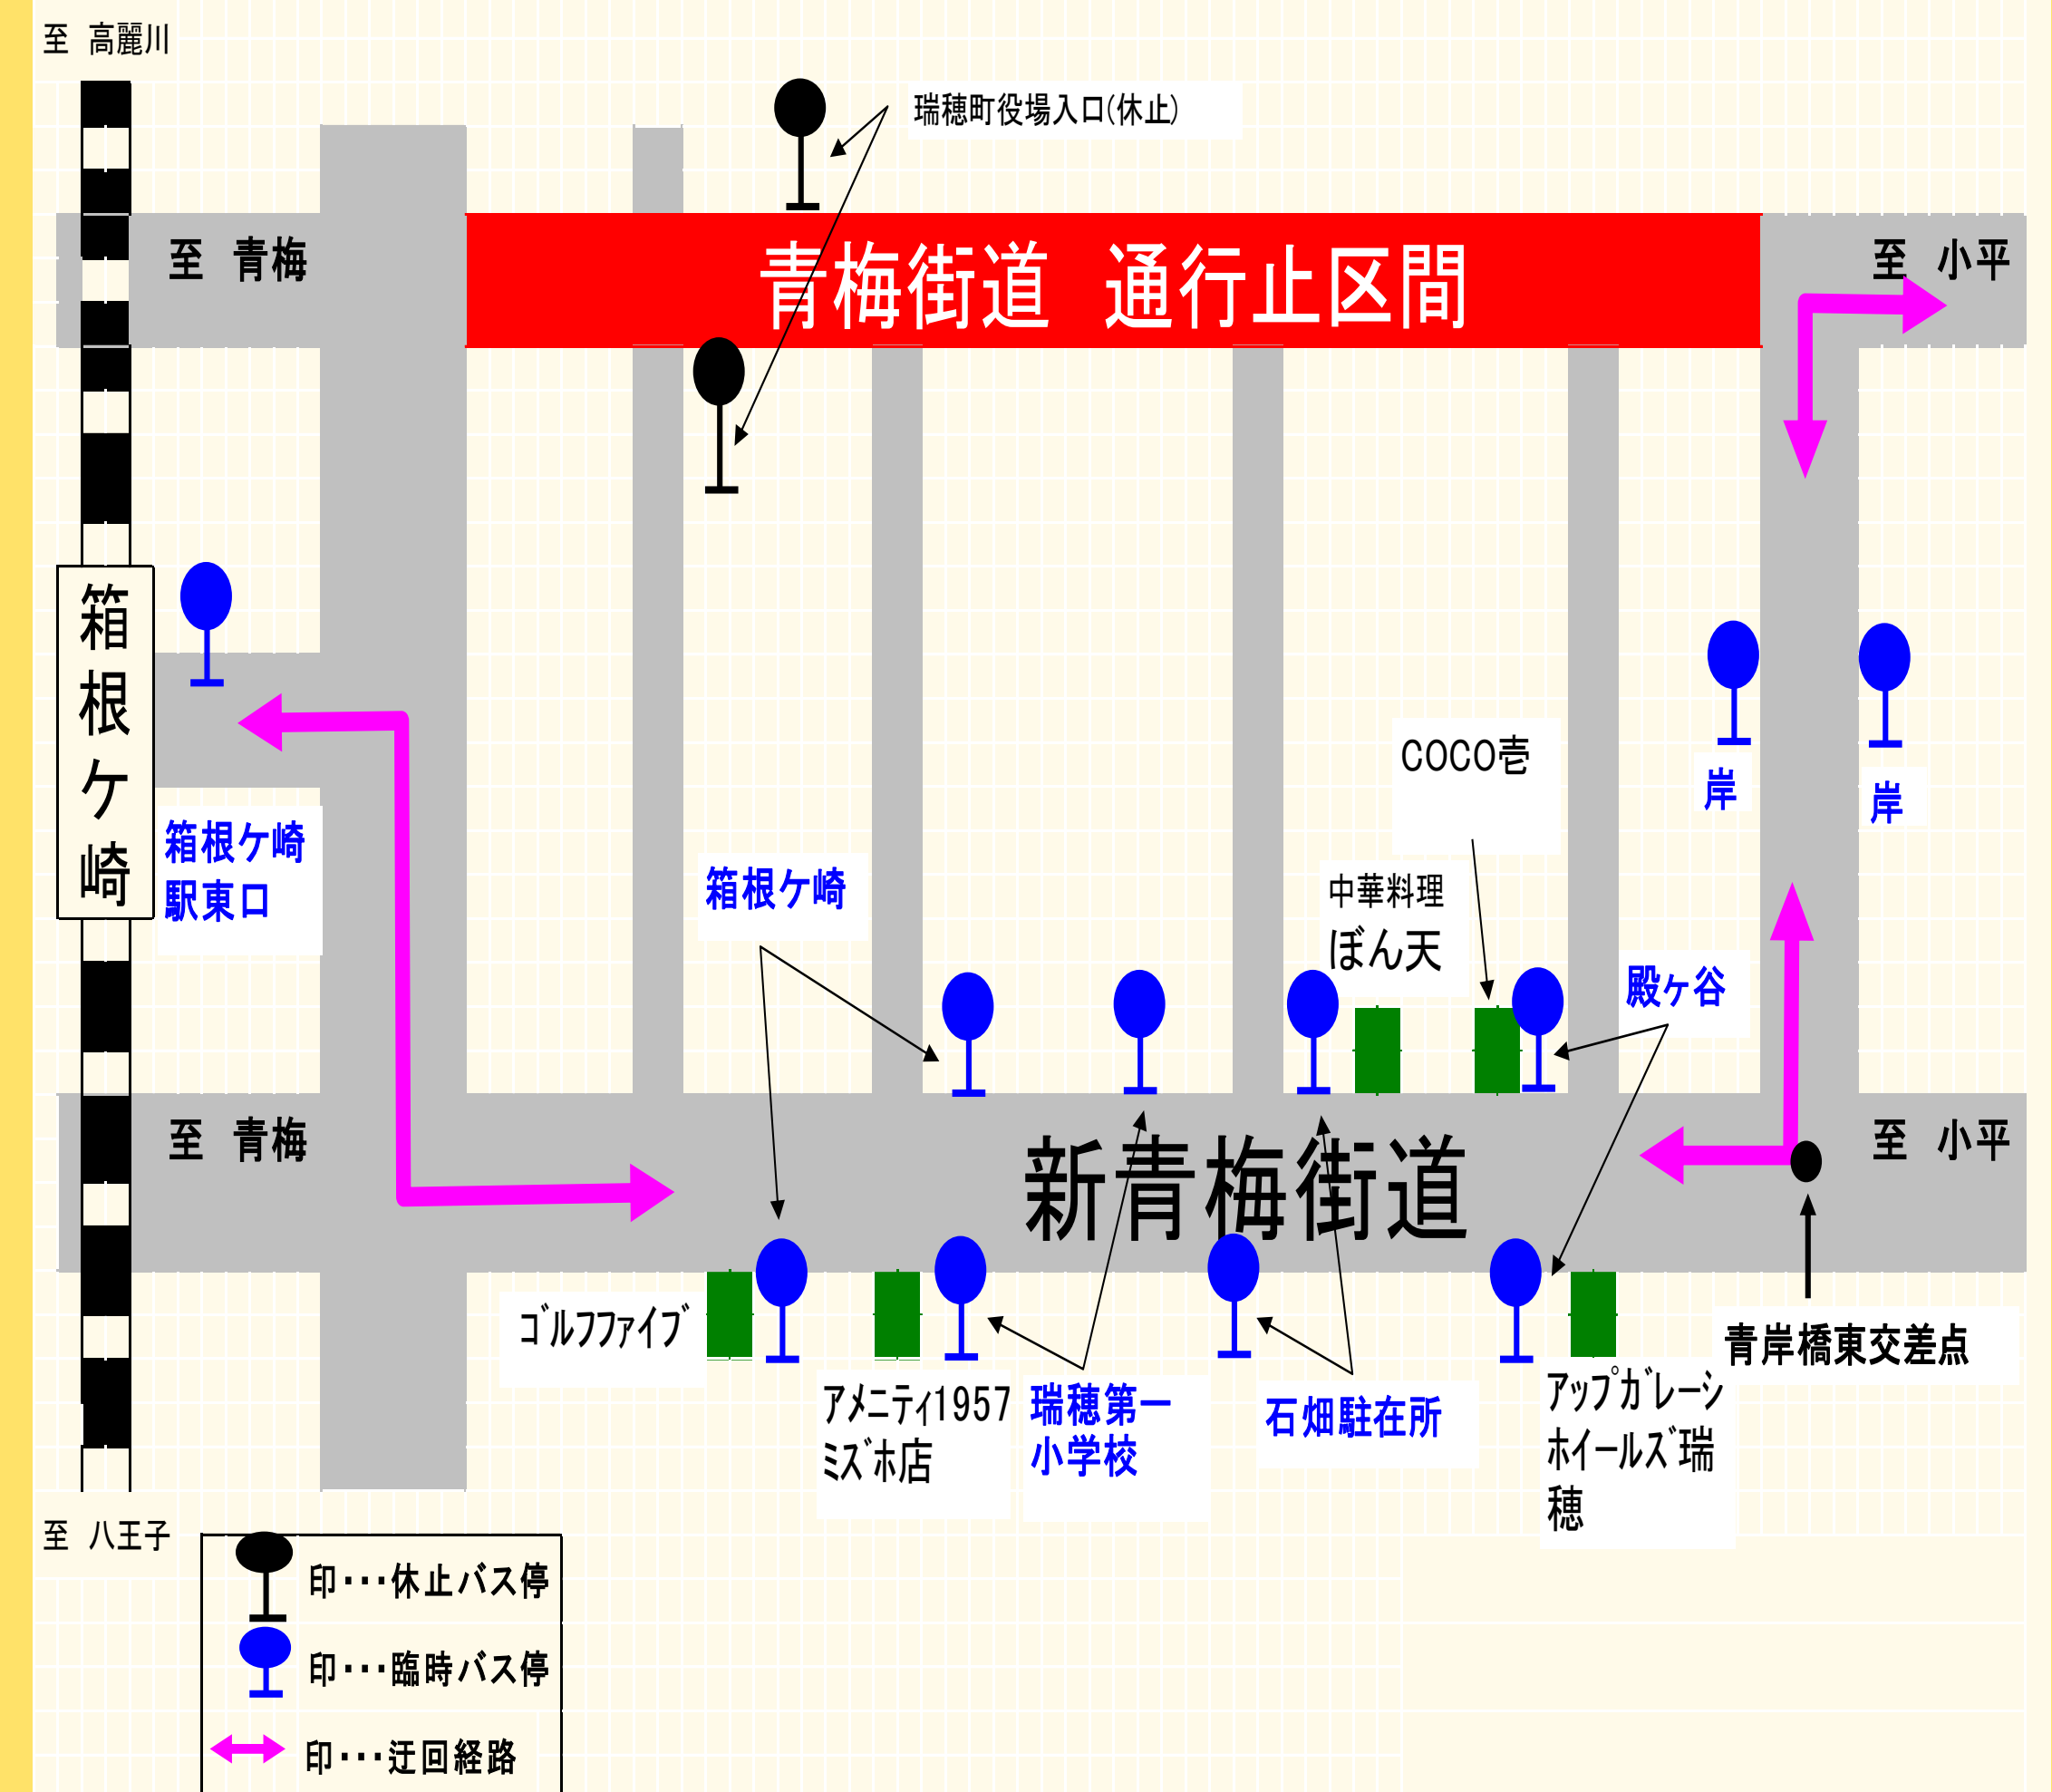 至　高麗川
瑞穂町役場入口(休止)
至　青梅
青梅街道　通行止区間
至　小平
箱根ケ崎
COCO壱
岸
岸
箱根ケ崎
駅東口
箱根ケ崎
中華料理
ぼん天
殿ヶ谷
至　青梅
新青梅街道
至　小平
ゴルフファイブ
青岸橋東交差点
アメニティ1957
ミズホ店
瑞穂第一
小学校
石畑駐在所
アップガレージ
ホイールズ瑞
穂
至　八王子
印・・・休止バス停
印・・・臨時バス停
印・・・迂回経路